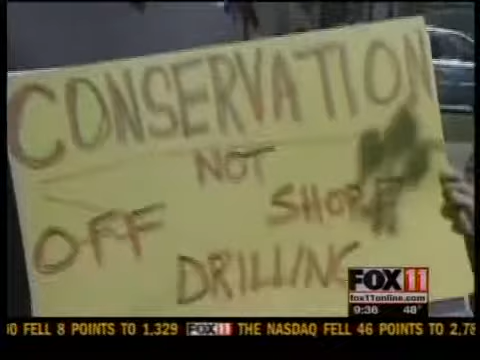 CONSERVATION
NOT
OFF SHORE
DRILLING
FOX 11
fox11online.com
9:36 48°
00 FELL 8 POINTS TO 1,329 FOX 11 THE NASDAQ FELL 46 POINTS TO 2,78